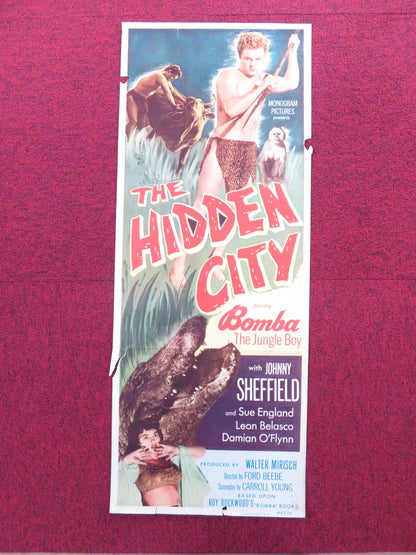 MONOGRAM
PICTURES
presents
THE
HIDDEN
CITY
starring
Bomba
The Jungle Boy
with JOHNNY
SHEFFIELD
and Sue England
Leon Belasco
Damian O'Flynn
PRODUCED BY WALTER MIRISCH
Directed by FORD BEEBE
Screenplay by CARROLL YOUNG
BASED UPON
ROY ROCKWOOD'S "BOMBA" BOOKS